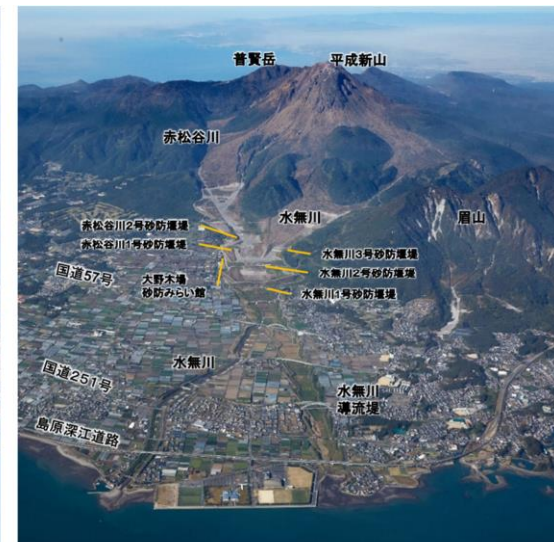 普賢岳
平成新山
赤松谷川
水無川
眉山
赤松谷川2号砂防堰堤
赤松谷川1号砂防堰堤
水無川3号砂防堰堤
水無川2号砂防堰堤
大野木場
砂防みらい館
水無川1号砂防堰堤
国道57号
水無川
国道251号
水無川
導流堤
島原深江道路